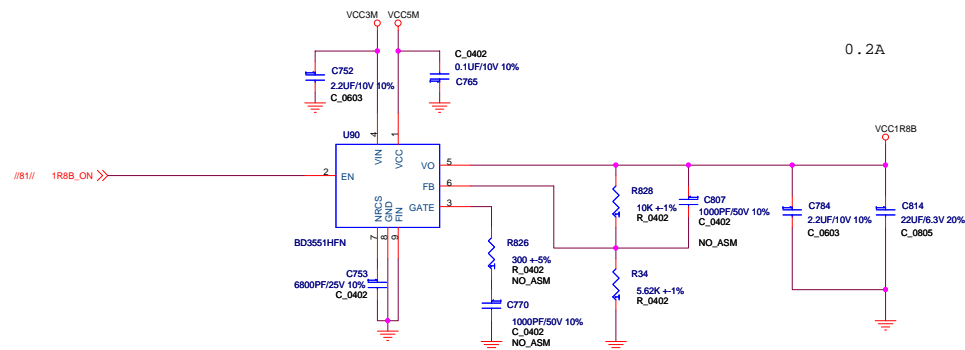 VCC3M VCC5M
C_0402
0.1UF/10V 10%
C765
0.2A
C752
2.2UF/10V 10%
C_0603
U90
4
1
VIN
VCC
VCC1R8B
//81// 1R8B_ON
2
EN
VO
5
FB
6
GATE
3
NRCS
GND
FIN
7
8
9
BD3551HFN
R828
10K +-1%
R_0402
C807
1000PF/50V 10%
C_0402
NO_ASM
C784
2.2UF/10V 10%
C_0603
C814
22UF/6.3V 20%
C_0805
R826
300 +-5%
R_0402
NO_ASM
C753
6800PF/25V 10%
C_0402
R34
5.62K +-1%
R_0402
C770
1000PF/50V 10%
C_0402
NO_ASM